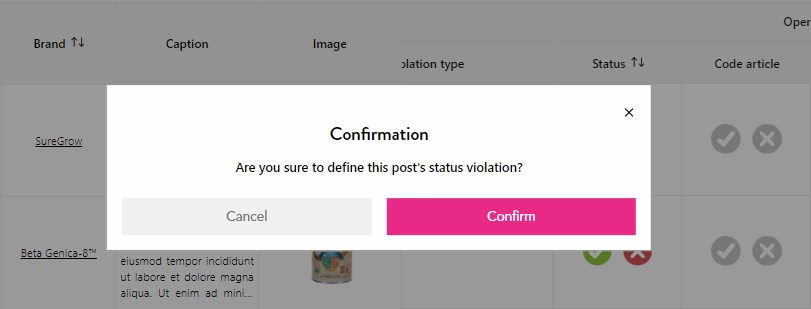 Oper
Brand
Caption
Image
olation type
Status
Code article
Confirmation
Are you sure to define this post's status violation?
Cancel
Confirm
SureGrow
Beta Genica-8™
eiusmod tempor incididunt
ut labore et dolore magna
aliqua. Ut enim ad mini...